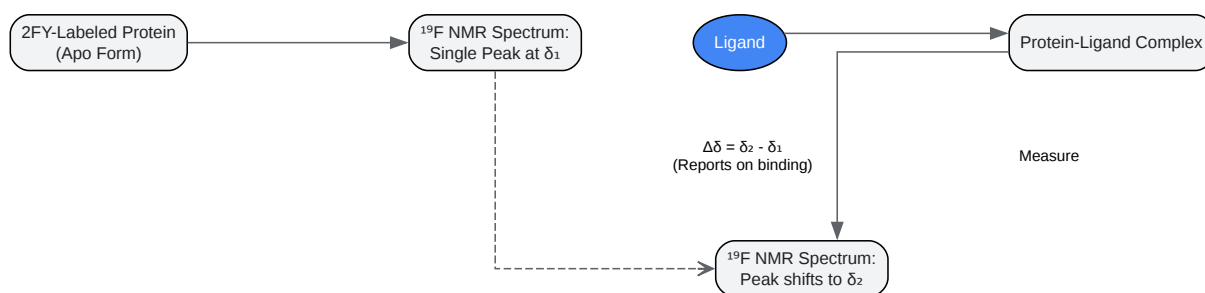 2FY-Labeled Protein
(Apo Form)
¹⁹F NMR Spectrum:
Single Peak at δ₁
Ligand
Protein-Ligand Complex
Δδ = δ₂ - δ₁
(Reports on binding)
Measure
¹⁹F NMR Spectrum:
Peak shifts to δ₂